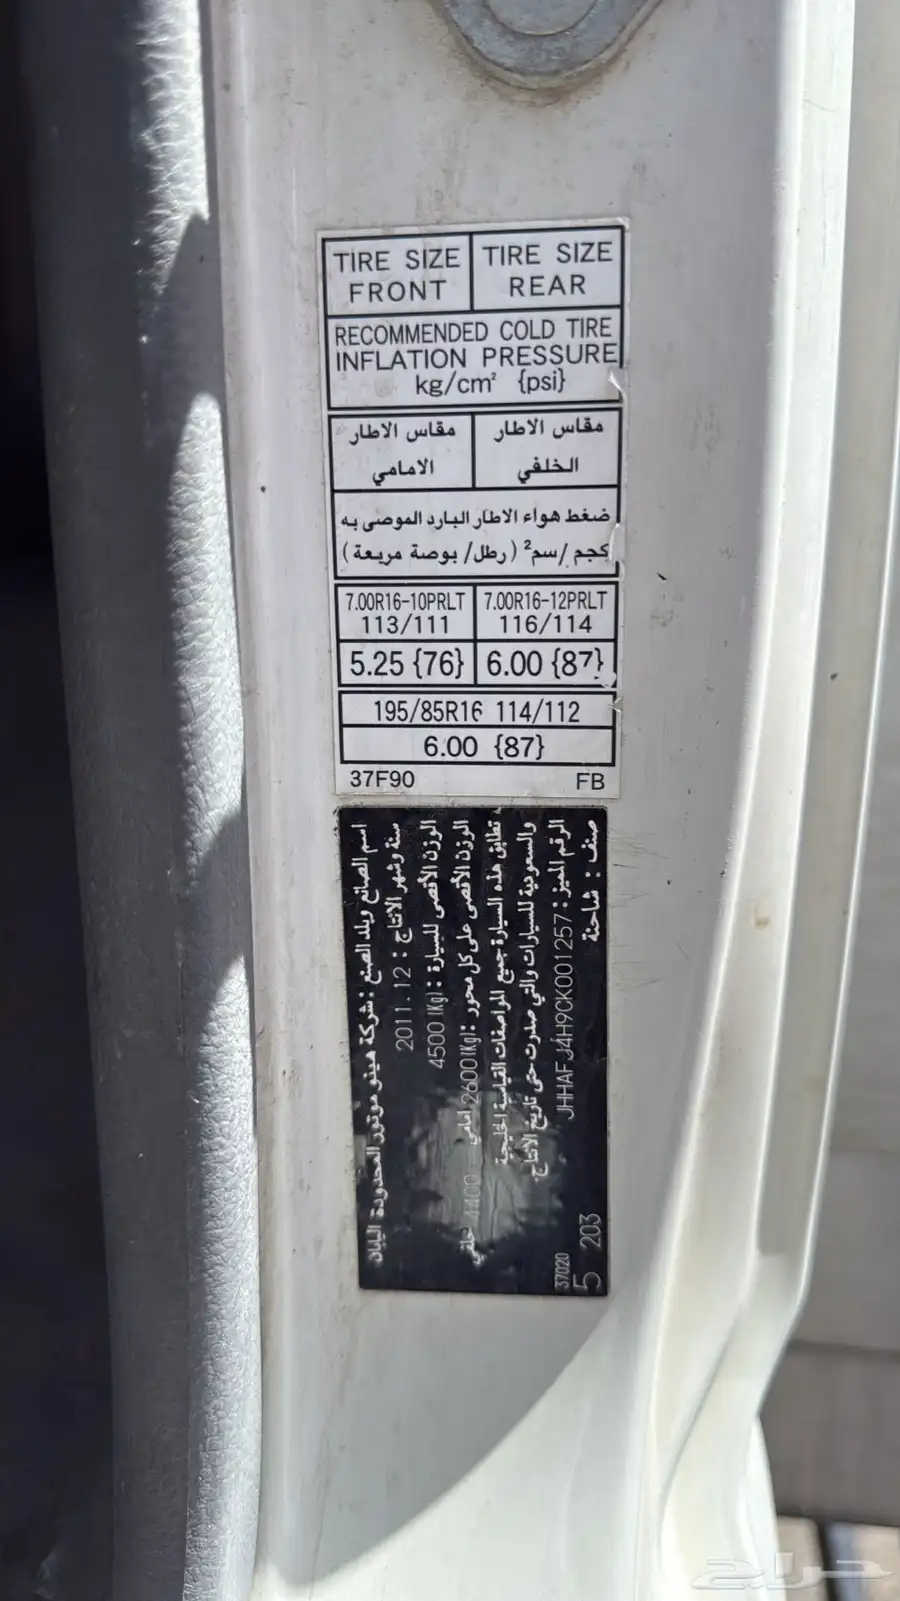 TIRE SIZE FRONT
TIRE SIZE REAR
RECOMMENDED COLD TIRE
INFLATION PRESSURE
kg/cm² {psi}
مقاس الاطار الامامي
مقاس الاطار الخلفي
ضغط هواء الاطار البارد الموصى به
كجم /سم² (رطل/ بوصة مربعة)
7.00R16-10PRLT 113/111
7.00R16-12PRLT 116/114
5.25 {76} 6.00 {87}
195/85R16 114/112
6.00 {87}
37F90 FB
اسم الصانع وبلد الصنع : شركة هينو موتور المحدودة اليابان
سنة وشهر الانتاج : 2011.12
الوزن الأقصى للسيارة : 4500 (Kg)
الوزن الأقصى على كل محور : 2600(Kg) أمامي 4400 خلفي
تطابق هذه السيارة جميع المواصفات القياسية الخليجية
والسعودية للسيارات والتي صدرت حتى تاريخ الانتاج
الرقم المميز : JHHAFJ4H9CK001257
صنف : شاحنة
37020
5 203
حراج